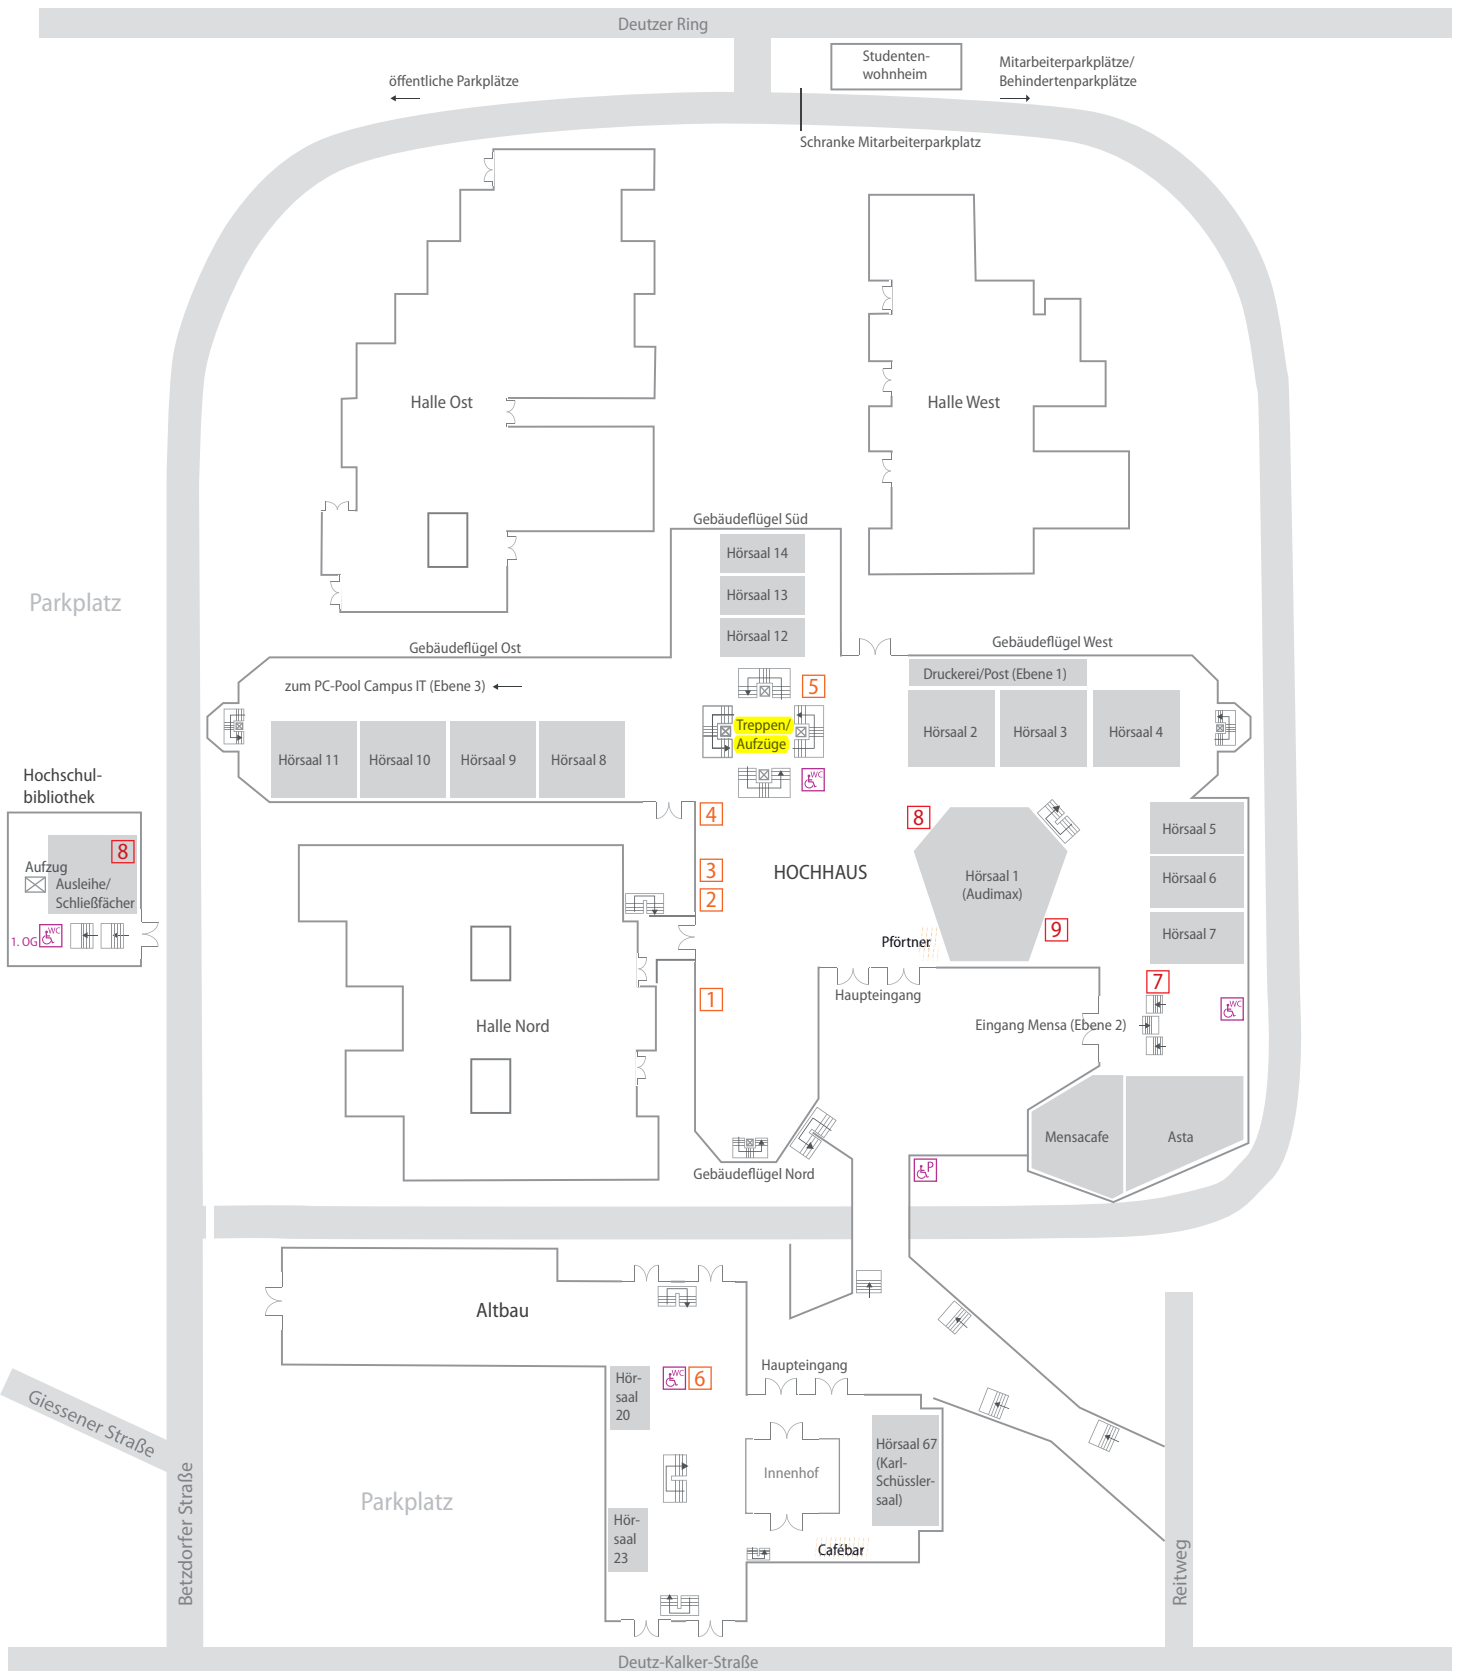 Deutzer Ring
Studenten-
wohnheim
Mitarbeiterparkplätze/
Behindertenparkplätze
öffentliche Parkplätze
Schranke Mitarbeiterparkplatz
Halle Ost
Halle West
Gebäudeflügel Süd
Hörsaal 14
Hörsaal 13
Hörsaal 12
Parkplatz
Gebäudeflügel Ost
Gebäudeflügel West
zum PC-Pool Campus IT (Ebene 3)
5
Druckerei/Post (Ebene 1)
Treppen/
Aufzüge
Hörsaal 2
Hörsaal 3
Hörsaal 4
Hörsaal 11
Hörsaal 10
Hörsaal 9
Hörsaal 8
WC
Hochschul-
bibliothek
4
8
Hörsaal 5
8
Aufzug
Ausleihe/
Schließfächer
3
2
HOCHHAUS
Hörsaal 1
(Audimax)
Hörsaal 6
9
Hörsaal 7
1. OG
WC
Pförtner
7
1
Haupteingang
WC
Halle Nord
Eingang Mensa (Ebene 2)
Mensacafe
Asta
Gebäudeflügel Nord
P
Altbau
Haupteingang
WC
6
Hör-
saal
20
Giessener Straße
Innenhof
Hörsaal 67
(Karl-
Schüssler-
saal)
Parkplatz
Hör-
saal
23
Cafébar
Betzdorfer Straße
Reitweg
Deutz-Kalker-Straße